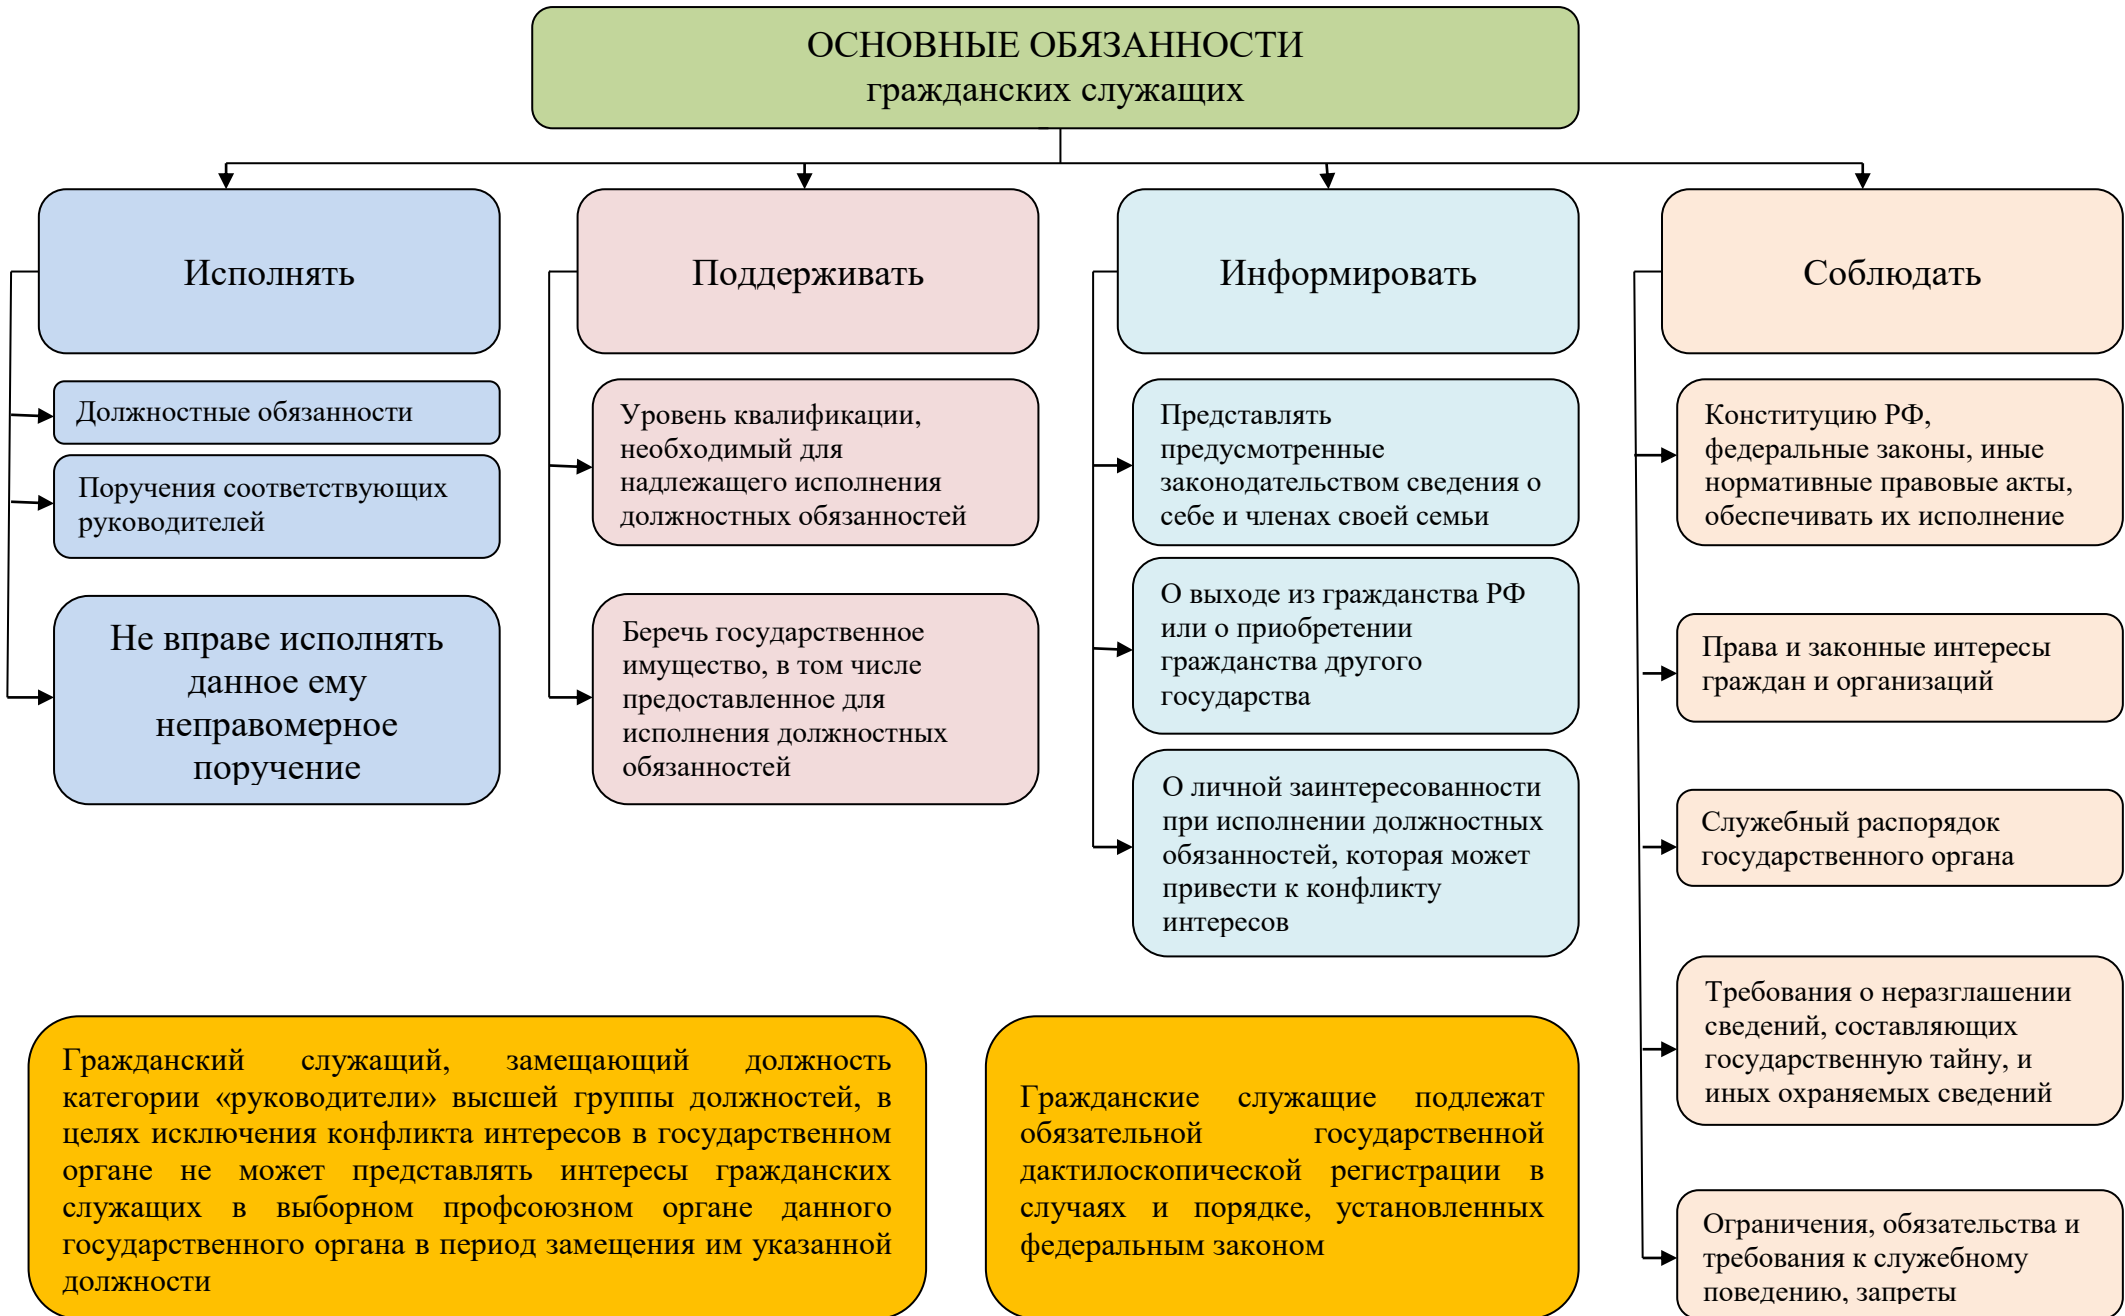 ОСНОВНЫЕ ОБЯЗАННОСТИ
гражданских служащих
Исполнять
Должностные обязанности
Поручения соответствующих
руководителей
Не вправе исполнять
данное ему
неправомерное
поручение
Поддерживать
Уровень квалификации,
необходимый для
надлежащего исполнения
должностных обязанностей
Беречь государственное
имущество, в том числе
предоставленное для
исполнения должностных
обязанностей
Информировать
Представлять
предусмотренные
законодательством сведения о
себе и членах своей семьи
О выходе из гражданства РФ
или о приобретении
гражданства другого
государства
О личной заинтересованности
при исполнении должностных
обязанностей, которая может
привести к конфликту
интересов
Соблюдать
Конституцию РФ,
федеральные законы, иные
нормативные правовые акты,
обеспечивать их исполнение
Права и законные интересы
граждан и организаций
Служебный распорядок
государственного органа
Требования о неразглашении
сведений, составляющих
государственную тайну, и
иных охраняемых сведений
Ограничения, обязательства и
требования к служебному
поведению, запреты
Гражданский служащий, замещающий должность
категории «руководители» высшей группы должностей, в
целях исключения конфликта интересов в государственном
органе не может представлять интересы гражданских
служащих в выборном профсоюзном органе данного
государственного органа в период замещения им указанной
должности
Гражданские служащие подлежат
обязательной государственной
дактилоскопической регистрации в
случаях и порядке, установленных
федеральным законом